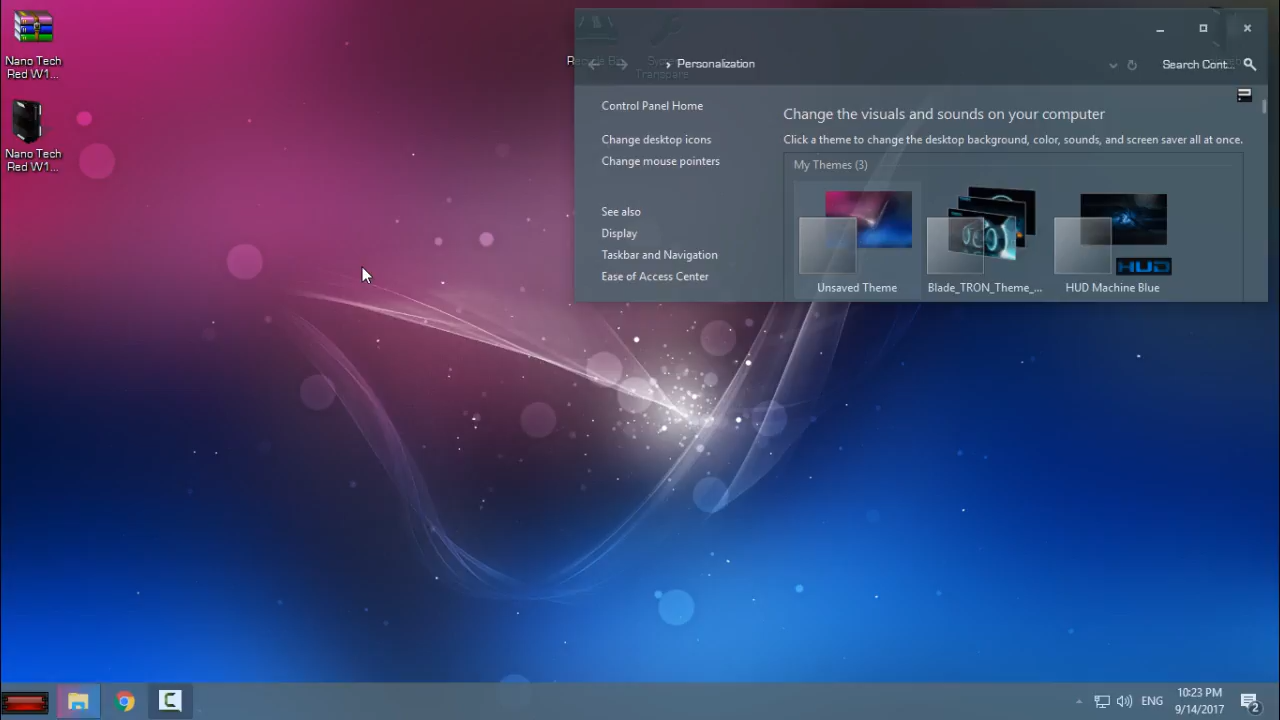 Nano Tech
Red W1...
Nano Tech
Red W1...
Personalization
Search Cont...
Control Panel Home
Change desktop icons
Change mouse pointers
See also
Display
Taskbar and Navigation
Ease of Access Center
Change the visuals and sounds on your computer
Click a theme to change the desktop background, color, sounds, and screen saver all at once.
My Themes (3)
HUD
Unsaved Theme
Blade_TRON_Theme_...
HUD Machine Blue
ENG
10:23 PM
9/14/2017
2